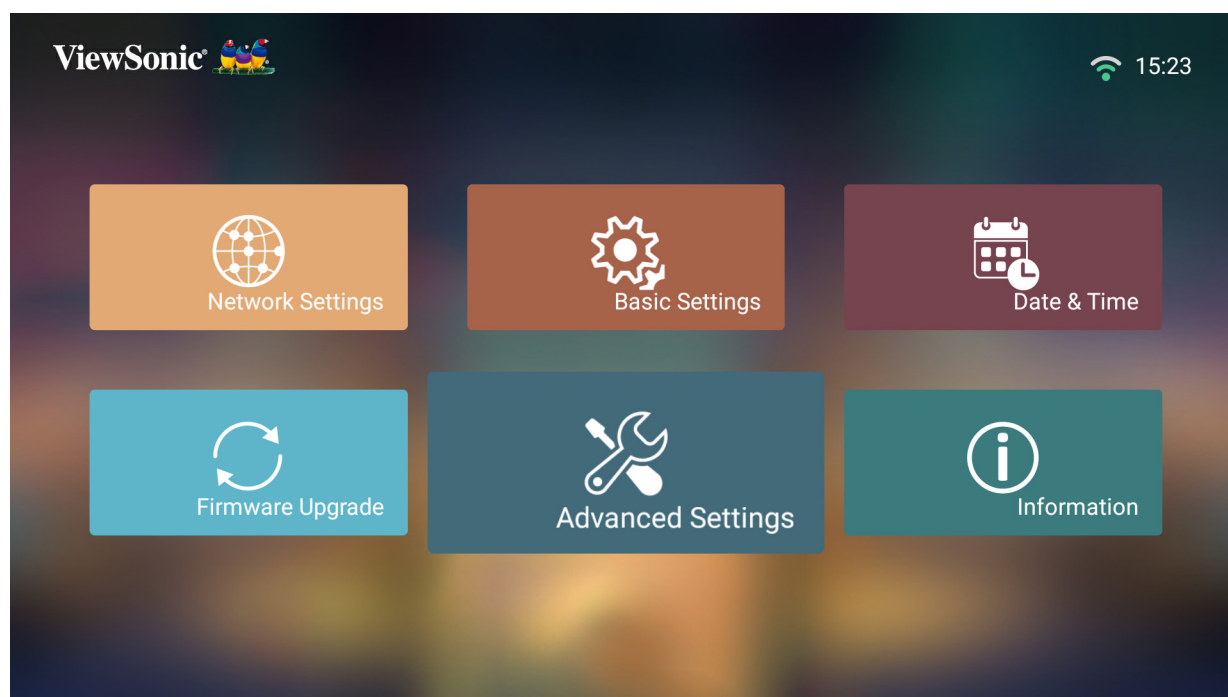 ViewSonic®
15:23
Network Settings
Basic Settings
Date & Time
Firmware Upgrade
Advanced Settings
Information